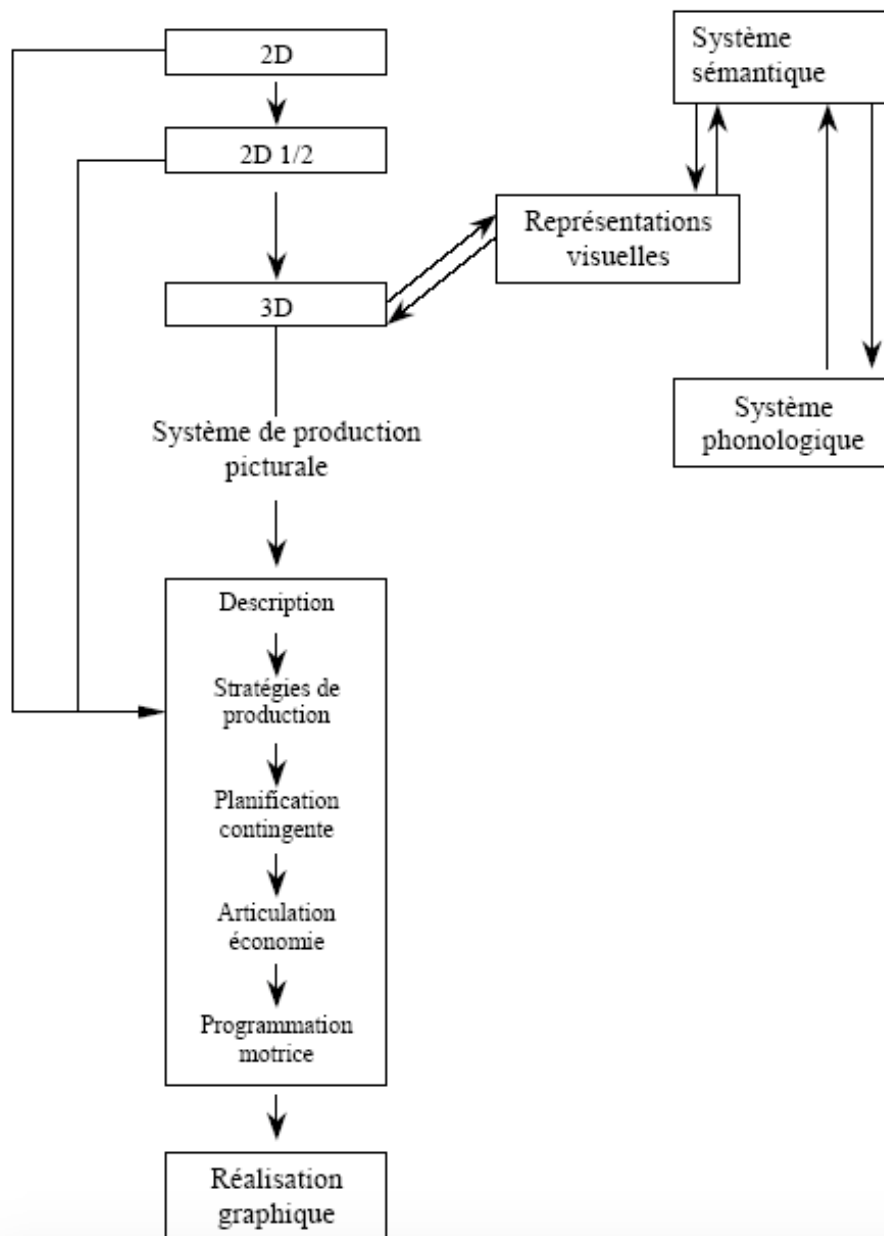 2D
2D 1/2
3D
Système
sémantique
Représentations
visuelles
Système
phonologique
Système de production
picturale
Description
Stratégies de
production
Planification
contingente
Articulation
économie
Programmation
motrice
Réalisation
graphique